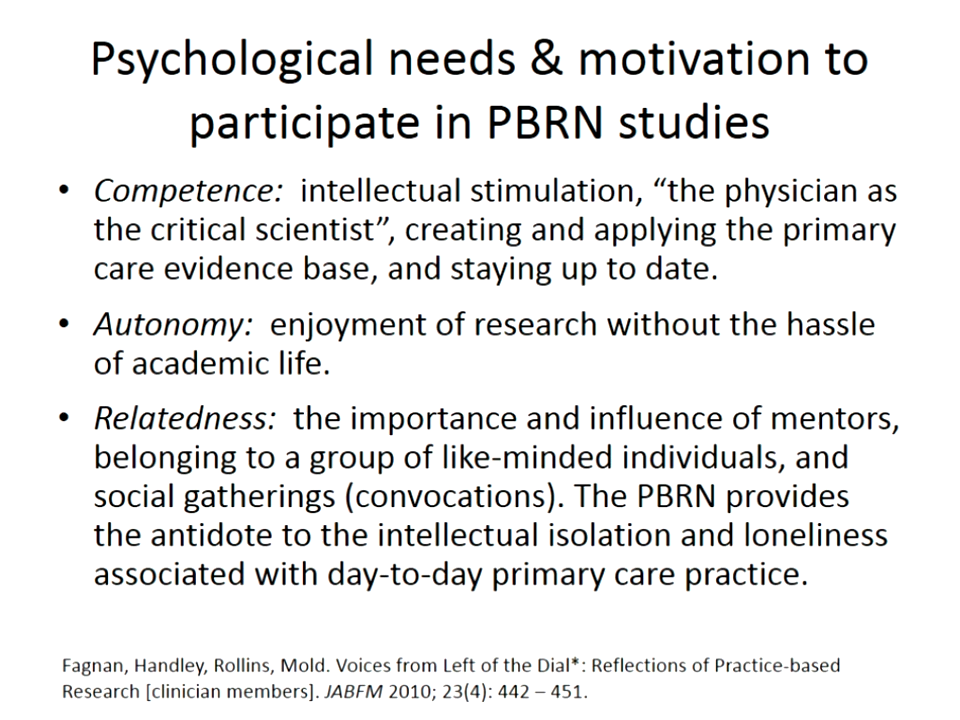 Psychological needs & motivation to
participate in PBRN studies
• Competence:  intellectual stimulation, “the physician as
the critical scientist”, creating and applying the primary
care evidence base, and staying up to date.
• Autonomy:  enjoyment of research without the hassle
of academic life.
• Relatedness:  the importance and influence of mentors,
belonging to a group of like-minded individuals, and
social gatherings (convocations). The PBRN provides
the antidote to the intellectual isolation and loneliness
associated with day-to-day primary care practice.
Fagnan, Handley, Rollins, Mold. Voices from Left of the Dial*: Reflections of Practice-based
Research [clinician members]. JABFM 2010; 23(4): 442 – 451.